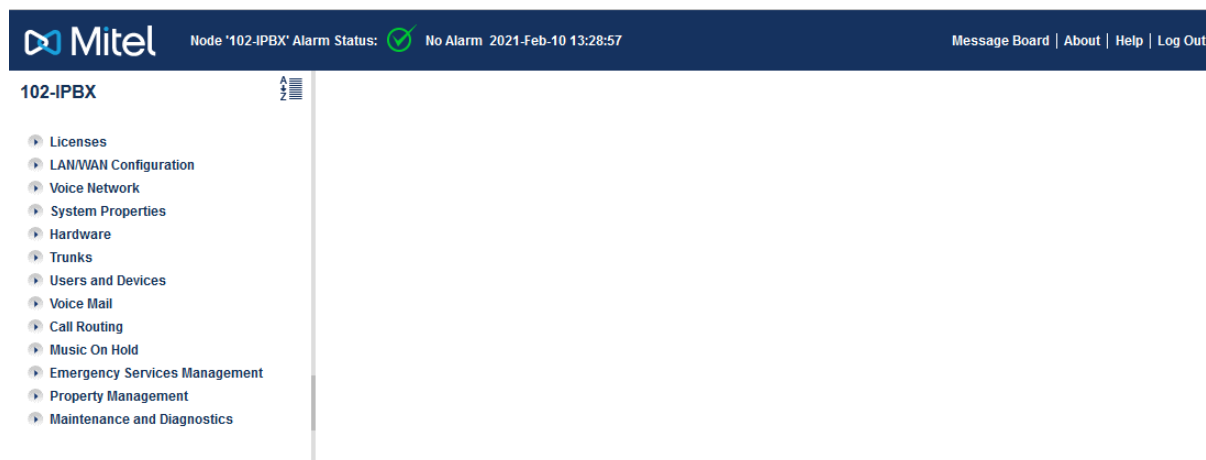 Mitel Node '102-IPBX' Alarm Status: No Alarm 2021-Feb-10 13:28:57 Message Board | About | Help | Log Out
102-IPBX A Z
Licenses
LAN/WAN Configuration
Voice Network
System Properties
Hardware
Trunks
Users and Devices
Voice Mail
Call Routing
Music On Hold
Emergency Services Management
Property Management
Maintenance and Diagnostics